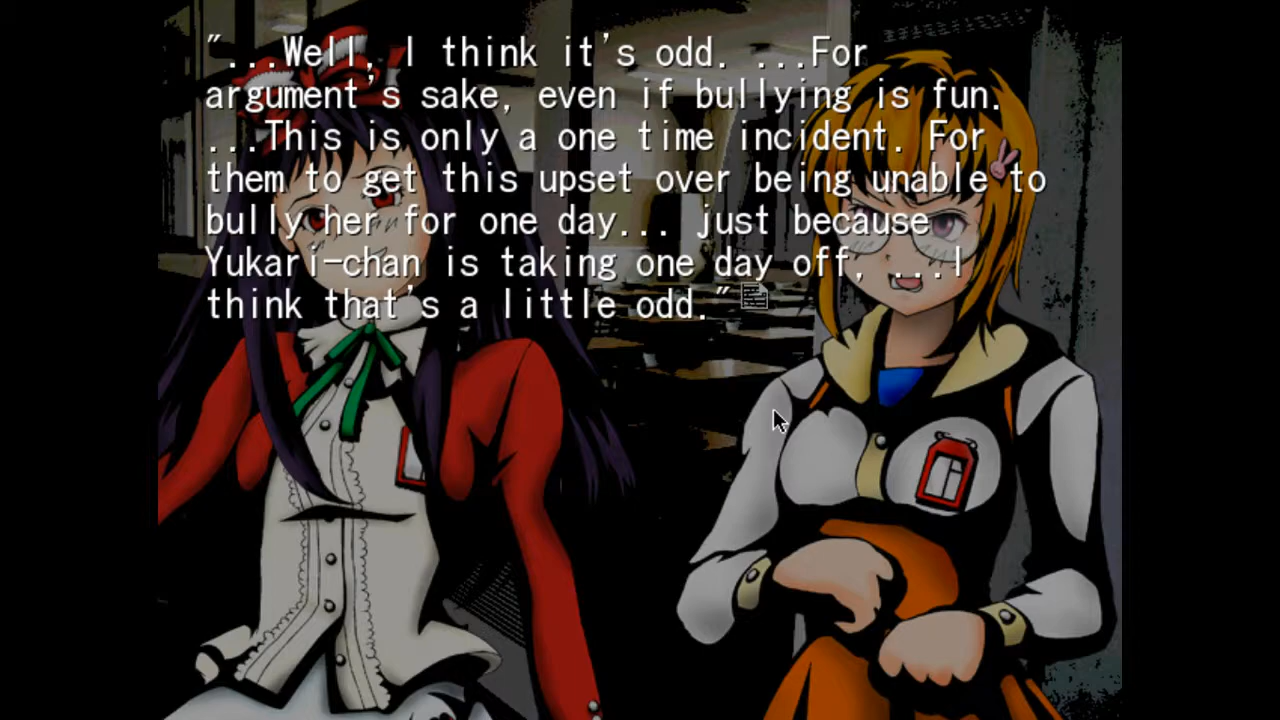 "...Well, I think it's odd. ...For
argument's sake, even if bullying is fun.
...This is only a one time incident. For
them to get this upset over being unable to
bully her for one day... just because
Yukari-chan is taking one day off, ...I
think that's a little odd."